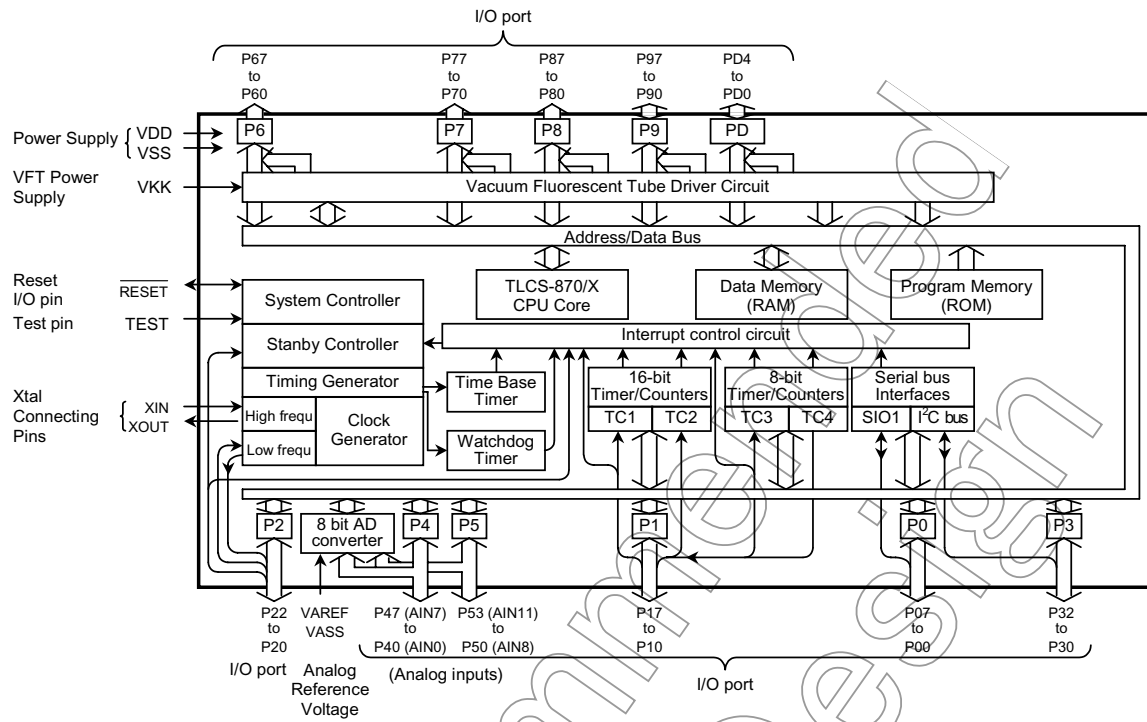 I/O port
P67 P77 P87 P97 PD4
to to to to to
P60 P70 P80 P90 PD0
P6 P7 P8 P9 PD
Power Supply VDD
VSS
VFT Power
Supply
VKK
Vacuum Fluorescent Tube Driver Circuit
Address/Data Bus
Reset
I/O pin
RESET
Test pin
TEST
System Controller
TLCS-870/X
CPU Core
Data Memory
(RAM)
Program Memory
(ROM)
Interrupt control circuit
Stanby Controller
Timing Generator
Time Base
Timer
16-bit
Timer/Counters
TC1 TC2
8-bit
Timer/Counters
TC3 TC4
Serial bus
Interfaces
SIO1 I2C bus
Xtal
Connecting
Pins
XIN
XOUT
High frequ
Low frequ
Clock
Generator
Watchdog
Timer
P2
8 bit AD
converter
P4 P5 P1 P0 P3
P22
to
P20
I/O port
VAREF
VASS
Analog
Reference
Voltage
P47 (AIN7)
to
P40 (AIN0)
P53 (AIN11)
to
P50 (AIN8)
(Analog inputs)
P17
to
P10
P07
to
P00
P32
to
P30
I/O port